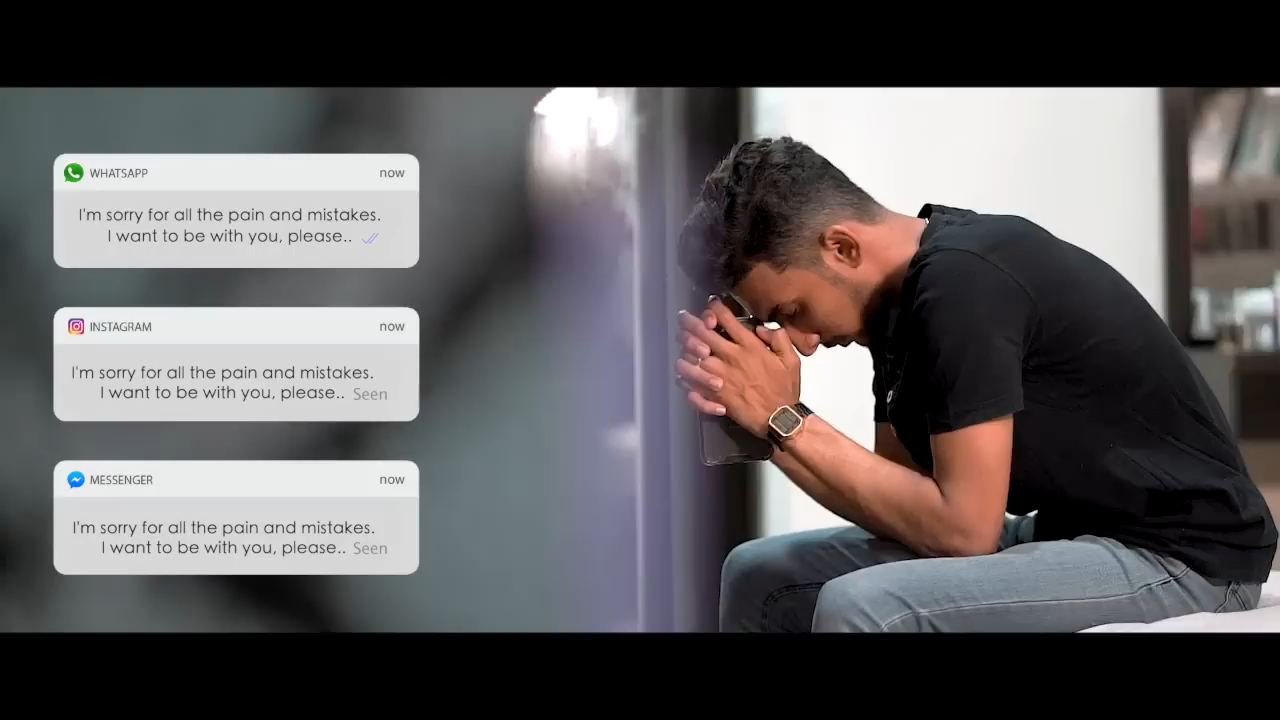 WHATSAPP now
I'm sorry for all the pain and mistakes.
I want to be with you, please..
INSTAGRAM now
I'm sorry for all the pain and mistakes.
I want to be with you, please.. Seen
MESSENGER now
I'm sorry for all the pain and mistakes.
I want to be with you, please.. Seen